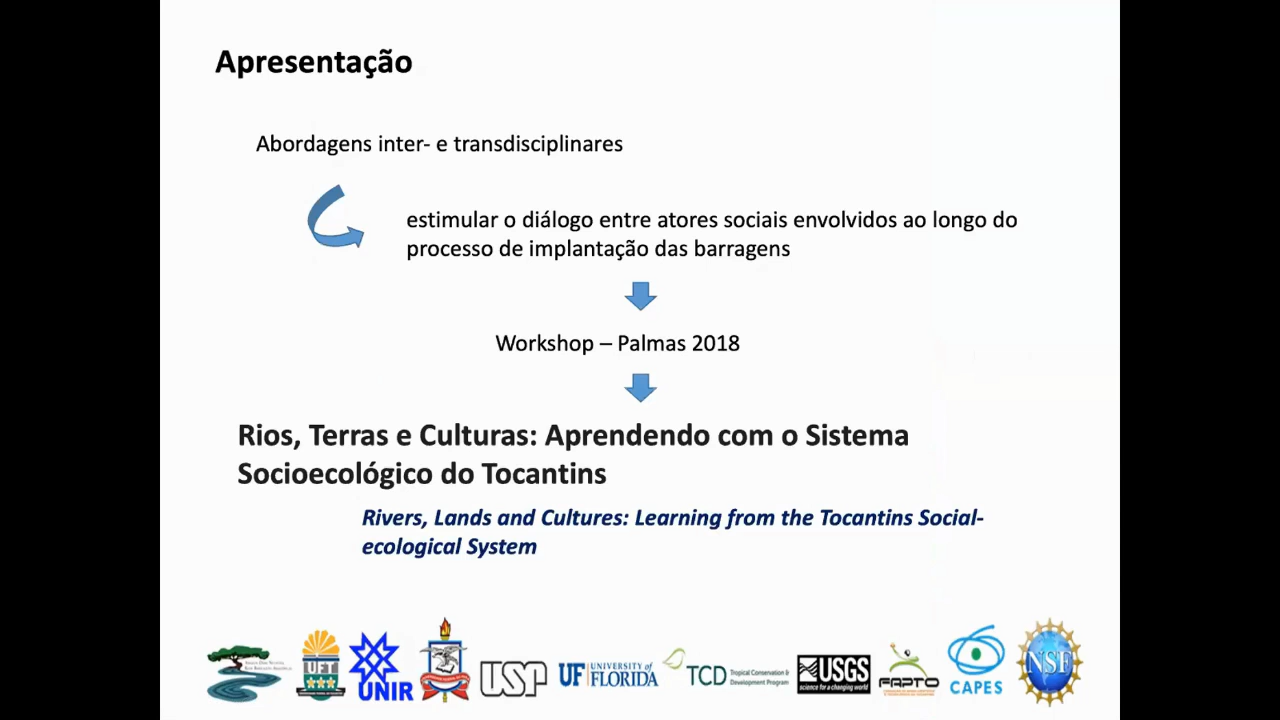 Apresentação
Abordagens inter- e transdisciplinares
estimular o diálogo entre atores sociais envolvidos ao longo do
processo de implantação das barragens
Workshop – Palmas 2018
Rios, Terras e Culturas: Aprendendo com o Sistema
Socioecológico do Tocantins
Rivers, Lands and Cultures: Learning from the Tocantins Social-
ecological System
UFT
UNIR
USP
UF UNIVERSITY of
FLORIDA
TCD Tropical Conservation &
Development Program
USGS
science for a changing world
FAPTO
CAPES
NSF